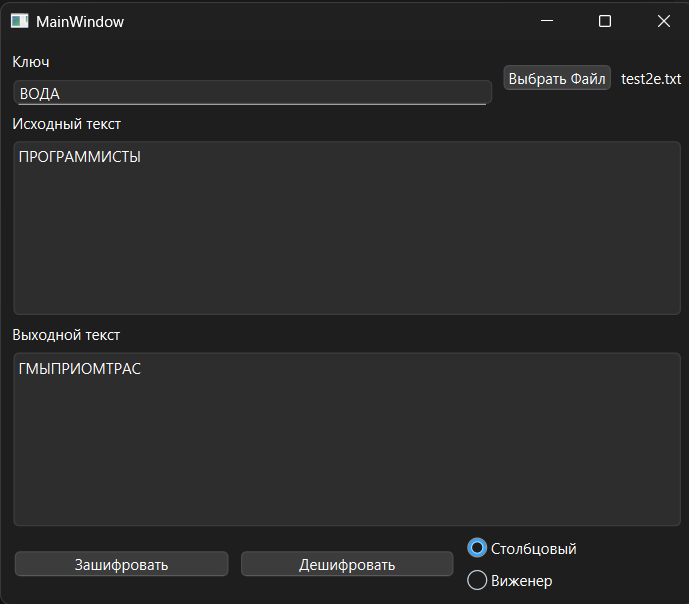 MainWindow
Ключ
ВОДА
Выбрать Файл
test2e.txt
Исходный текст
ПРОГРАММИСТЫ
Выходной текст
ГМЫПРИОМТРАС
Зашифровать
Дешифровать
Столбцовый
Виженер